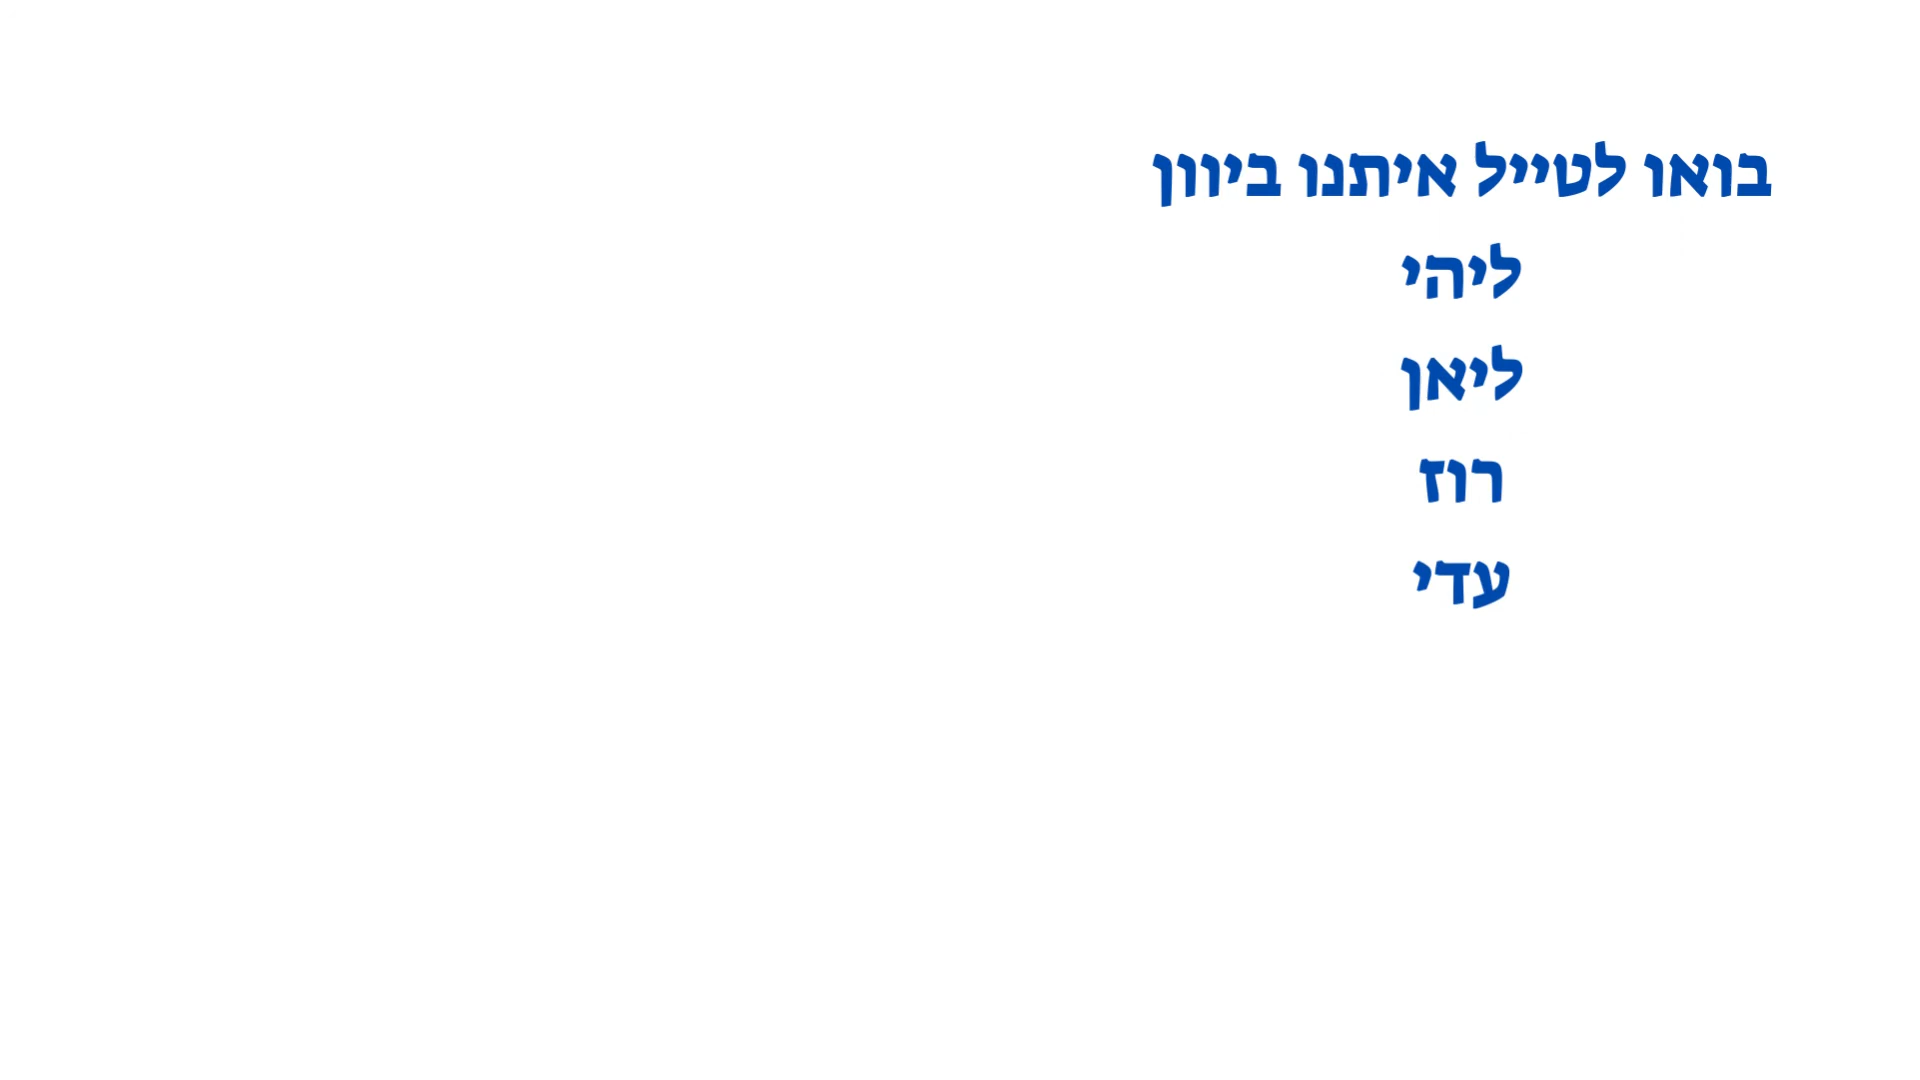 בואו לטייל איתנו ביוון
ליהי
ליאן
רוז
עדי